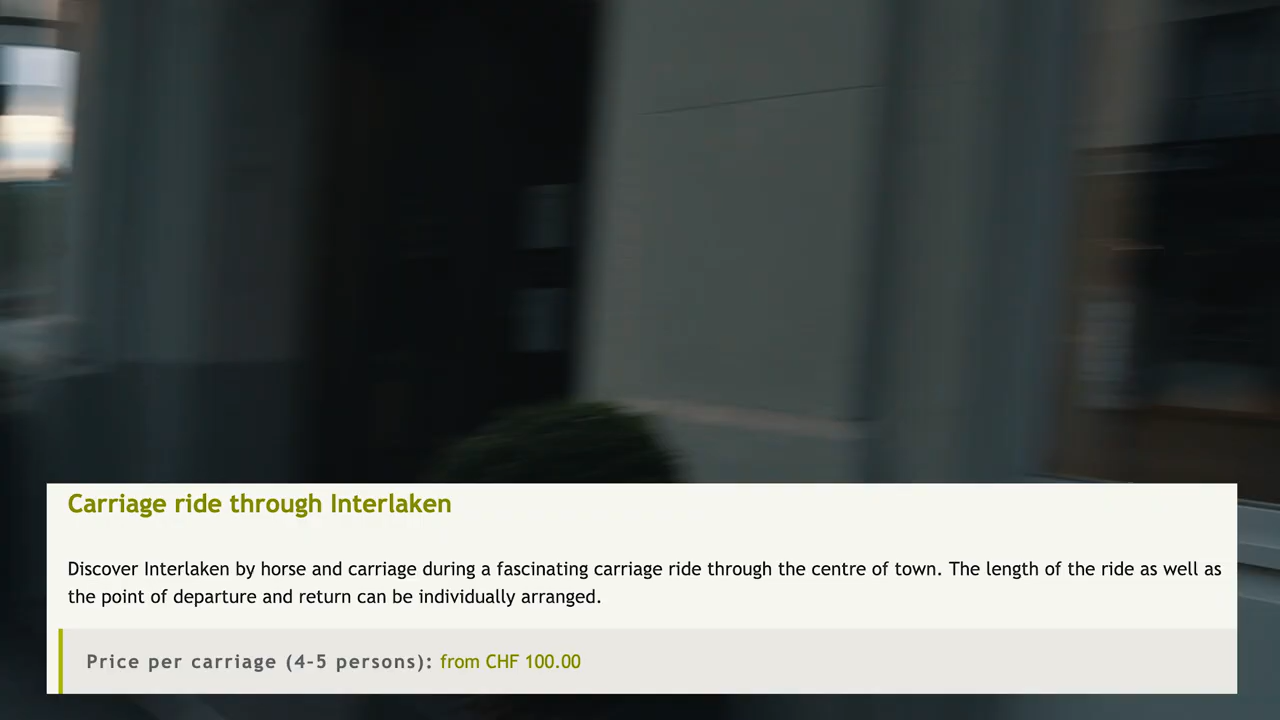 Carriage ride through Interlaken
Discover Interlaken by horse and carriage during a fascinating carriage ride through the centre of town. The length of the ride as well as
the point of departure and return can be individually arranged.
Price per carriage (4-5 persons): from CHF 100.00